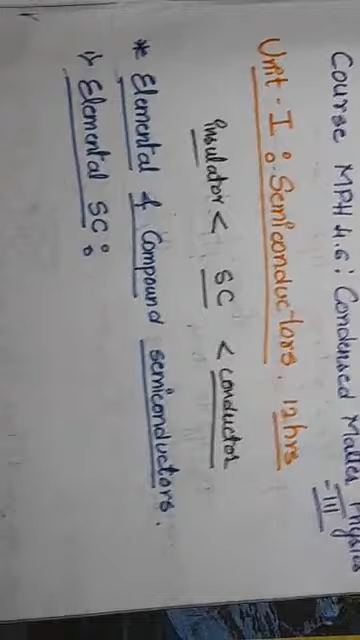 Course MPH 4.6: Condensed Matter Physics
-III
Unit-I: Semiconductors. 12 hrs
insulator < SC < conductor
* Elemental & Compound semiconductors.
1) Elemental SC: